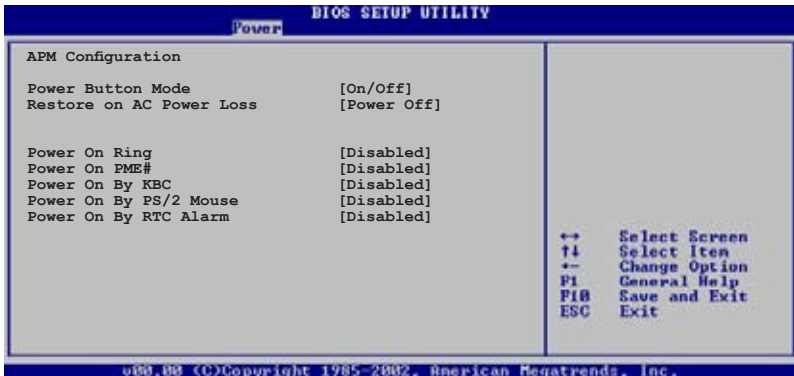 BIOS SETUP UTILITY
Power
APM Configuration
Power Button Mode [On/Off]
Restore on AC Power Loss [Power Off]
Power On Ring [Disabled]
Power On PME# [Disabled]
Power On By KBC [Disabled]
Power On By PS/2 Mouse [Disabled]
Power On By RTC Alarm [Disabled]
↔ Select Screen
↑↓ Select Item
+- Change Option
F1 General Help
F10 Save and Exit
ESC Exit
v00.00 (C)Copyright 1985-2002, American Megatrends, Inc.